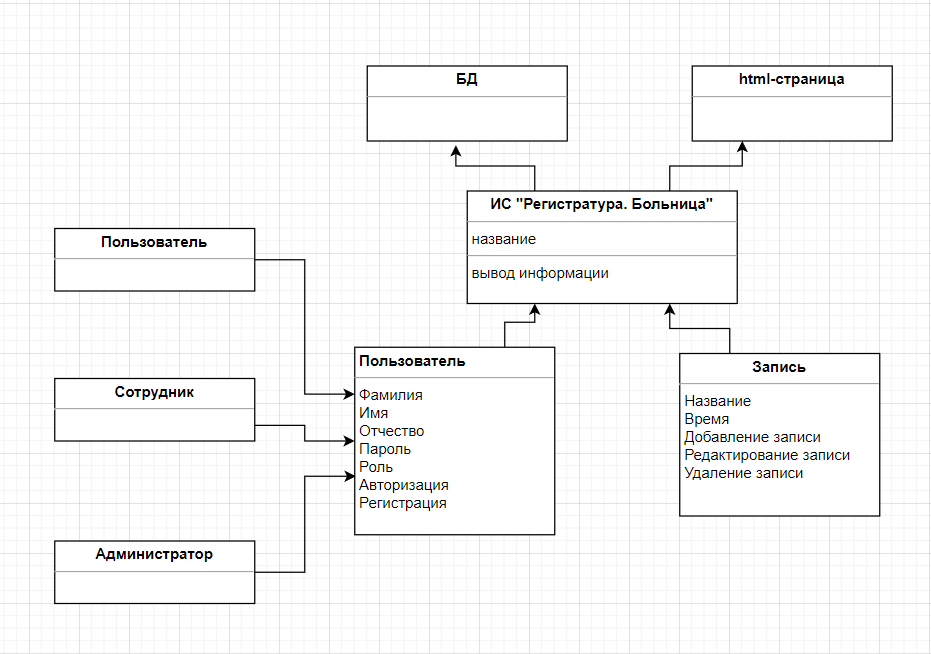 БД
html-страница
ИС "Регистратура. Больница"
название
вывод информации
Пользователь
Сотрудник
Администратор
Пользователь
Фамилия
Имя
Отчество
Пароль
Роль
Авторизация
Регистрация
Запись
Название
Время
Добавление записи
Редактирование записи
Удаление записи